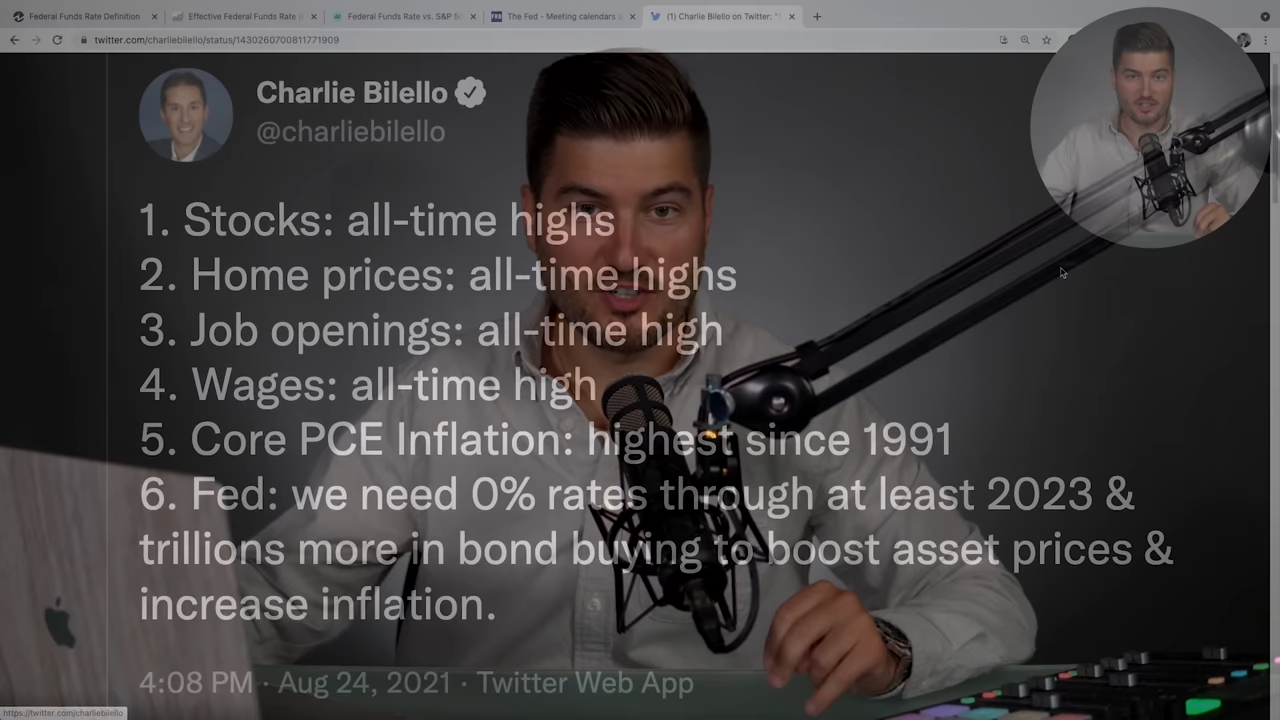 Federal Funds Rate Definition
Effective Federal Funds Rate (
Federal Funds Rate vs. S&P 5
The Fed - Meeting calendars a
(1) Charlie Bilello on Twitter: "1
twitter.com/charliebilello/status/1430260700811771909
Charlie Bilello
@charliebilello
1. Stocks: all-time highs
2. Home prices: all-time highs
3. Job openings: all-time high
4. Wages: all-time high
5. Core PCE Inflation: highest since 1991
6. Fed: we need 0% rates through at least 2023 &
trillions more in bond buying to boost asset prices &
increase inflation.
4:08 PM · Aug 24, 2021 · Twitter Web App
https://twitter.com/charliebilello